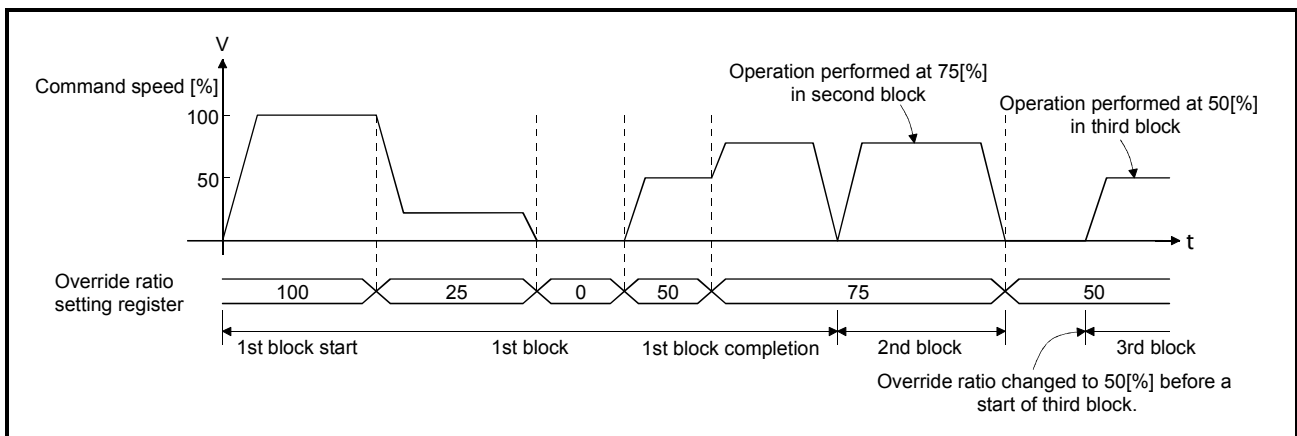 V
Command speed [%]
100
50
Operation performed at 75[%]
in second block
Operation performed at 50[%]
in third block
t
Override ratio
setting register
100
25
0
50
75
50
1st block start
1st block
1st block completion
2nd block
3rd block
Override ratio changed to 50[%] before a
start of third block.